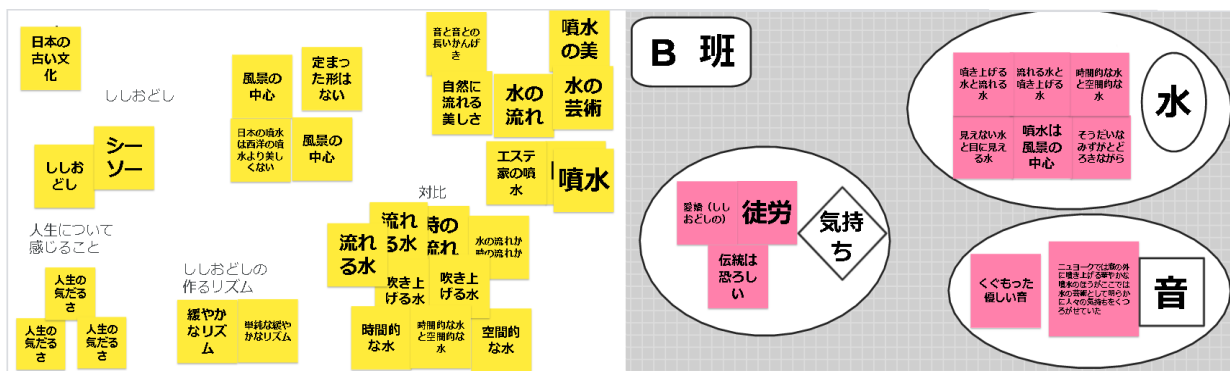 日本の
古い文
化
ししおどし
シー
ソー
ししお
どし
人生について
感じること
人生の
気だる
さ
人生の
気だる
さ
人生の
気だる
さ
風景の
中心
定まっ
た形は
ない
日本の噴水
は西洋の噴
水より美し
くない
風景の
中心
ししおどしの
作るリズム
緩やか
なリズ
ム
単純な緩や
かなリズム
音と音との
長いかんげ
き
噴水
の美
自然に
流れる
美しさ
水の
流れ
水の
芸術
エステ
家の噴
水
噴水
対比
流れ
る水
流れ
る水
時の
流れ
水の流れか
時の流れか
吹き上
げる水
吹き上
げる水
時間的
な水
時間的な水
と空間的な
水
空間的
な水
B 班
噴き上げる
水と流れる
水
流れる水と
噴き上げる
水
時間的な水
と空間的な
水
見えない水
と目に見え
る水
噴水は
風景の
中心
そうだいな
みずがとど
ろきながら
水
愛嬌（しし
おどしの）
徒労
伝統は
恐ろし
い
気持
ち
くぐもった
優しい音
音